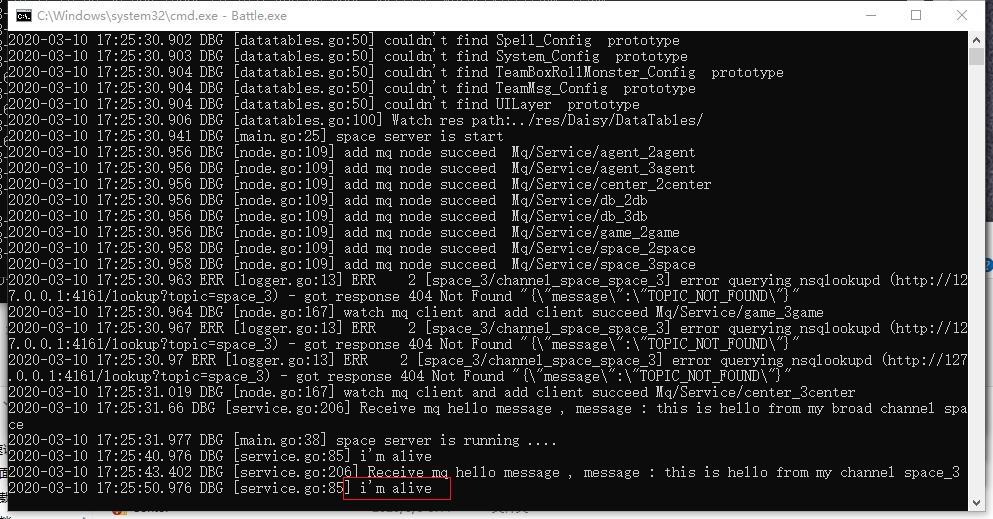 C:\Windows\system32\cmd.exe - Battle.exe
2020-03-10 17:25:30.902 DBG [datatables.go:50] couldn't find Spell_Config  prototype
2020-03-10 17:25:30.903 DBG [datatables.go:50] couldn't find System_Config  prototype
2020-03-10 17:25:30.904 DBG [datatables.go:50] couldn't find TeamBoxRollMonster_Config  prototype
2020-03-10 17:25:30.904 DBG [datatables.go:50] couldn't find TeamMsg_Config  prototype
2020-03-10 17:25:30.904 DBG [datatables.go:50] couldn't find UILayer  prototype
2020-03-10 17:25:30.906 DBG [datatables.go:100] Watch res path:../res/Daisy/DataTables/
2020-03-10 17:25:30.941 DBG [main.go:25] space server is start
2020-03-10 17:25:30.956 DBG [node.go:109] add mq node succeed  Mq/Service/agent_2agent
2020-03-10 17:25:30.956 DBG [node.go:109] add mq node succeed  Mq/Service/agent_3agent
2020-03-10 17:25:30.956 DBG [node.go:109] add mq node succeed  Mq/Service/center_2center
2020-03-10 17:25:30.956 DBG [node.go:109] add mq node succeed  Mq/Service/db_2db
2020-03-10 17:25:30.956 DBG [node.go:109] add mq node succeed  Mq/Service/db_3db
2020-03-10 17:25:30.956 DBG [node.go:109] add mq node succeed  Mq/Service/game_2game
2020-03-10 17:25:30.958 DBG [node.go:109] add mq node succeed  Mq/Service/space_2space
2020-03-10 17:25:30.958 DBG [node.go:109] add mq node succeed  Mq/Service/space_3space
2020-03-10 17:25:30.963 ERR [logger.go:13] ERR    2 [space_3/channel_space_space_3] error querying nsqlookupd (http://12
7.0.0.1:4161/lookup?topic=space_3) - got response 404 Not Found "{\"message\":\"TOPIC_NOT_FOUND\"}"
2020-03-10 17:25:30.964 DBG [node.go:167] watch mq client and add client succeed Mq/Service/game_3game
2020-03-10 17:25:30.967 ERR [logger.go:13] ERR    2 [space_3/channel_space_space_3] error querying nsqlookupd (http://12
7.0.0.1:4161/lookup?topic=space_3) - got response 404 Not Found "{\"message\":\"TOPIC_NOT_FOUND\"}"
2020-03-10 17:25:30.97 ERR [logger.go:13] ERR    2 [space_3/channel_space_space_3] error querying nsqlookupd (http://127
.0.0.1:4161/lookup?topic=space_3) - got response 404 Not Found "{\"message\":\"TOPIC_NOT_FOUND\"}"
2020-03-10 17:25:31.019 DBG [node.go:167] watch mq client and add client succeed Mq/Service/center_3center
2020-03-10 17:25:31.66 DBG [service.go:206] Receive mq hello message , message : this is hello from my broad channel spa
ce
2020-03-10 17:25:31.977 DBG [main.go:38] space server is running ....
2020-03-10 17:25:40.976 DBG [service.go:85] i'm alive
2020-03-10 17:25:43.402 DBG [service.go:206] Receive mq hello message , message : this is hello from my channel space_3
2020-03-10 17:25:50.976 DBG [service.go:85] i'm alive